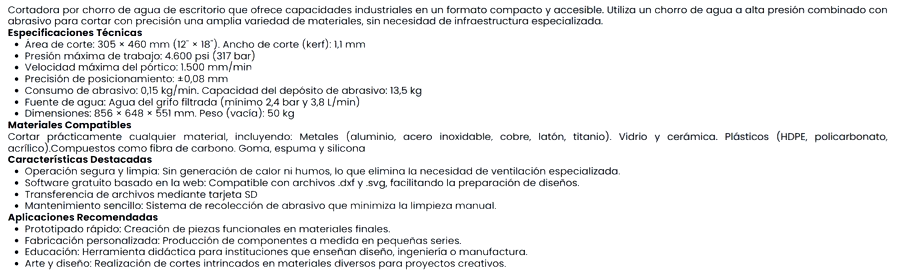 Cortadora por chorro de agua de escritorio que ofrece capacidades industriales en un formato compacto y accesible. Utiliza un chorro de agua a alta presión combinado con
abrasivo para cortar con precisión una amplia variedad de materiales, sin necesidad de infraestructura especializada.
Especificaciones Técnicas
• Área de corte: 305 × 460 mm (12" × 18"). Ancho de corte (kerf): 1,1 mm
• Presión máxima de trabajo: 4.600 psi (317 bar)
• Velocidad máxima del pórtico: 1.500 mm/min
• Precisión de posicionamiento: ±0,08 mm
• Consumo de abrasivo: 0,15 kg/min. Capacidad del depósito de abrasivo: 13,5 kg
• Fuente de agua: Agua del grifo filtrada (mínimo 2,4 bar y 3,8 L/min)
• Dimensiones: 856 × 648 × 551 mm. Peso (vacía): 50 kg
Materiales Compatibles
Cortar prácticamente cualquier material, incluyendo: Metales (aluminio, acero inoxidable, cobre, latón, titanio). Vidrio y cerámica. Plásticos (HDPE, policarbonato,
acrílico).Compuestos como fibra de carbono. Goma, espuma y silicona
Características Destacadas
• Operación segura y limpia: Sin generación de calor ni humos, lo que elimina la necesidad de ventilación especializada.
• Software gratuito basado en la web: Compatible con archivos .dxf y .svg, facilitando la preparación de diseños.
• Transferencia de archivos mediante tarjeta SD
• Mantenimiento sencillo: Sistema de recolección de abrasivo que minimiza la limpieza manual.
Aplicaciones Recomendadas
• Prototipado rápido: Creación de piezas funcionales en materiales finales.
• Fabricación personalizada: Producción de componentes a medida en pequeñas series.
• Educación: Herramienta didáctica para instituciones que enseñan diseño, ingeniería o manufactura.
• Arte y diseño: Realización de cortes intrincados en materiales diversos para proyectos creativos.